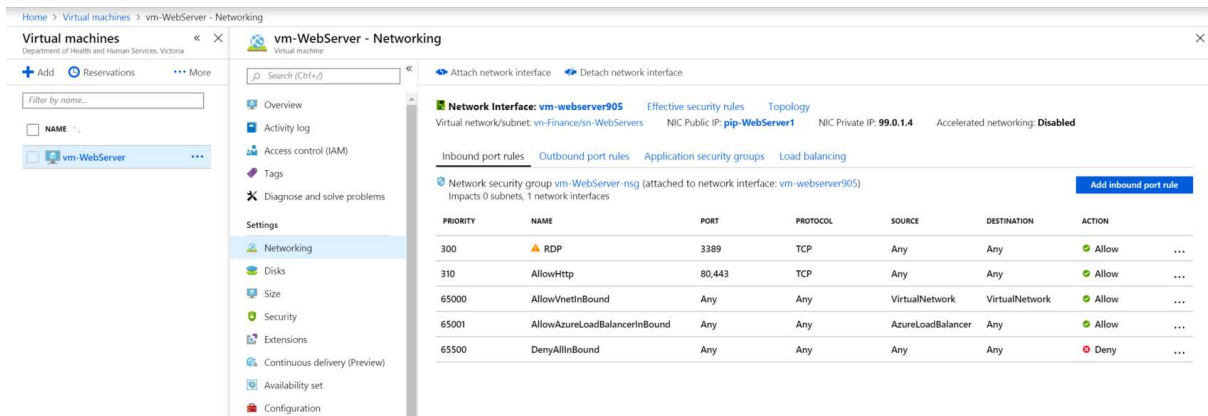 Home > Virtual machines > vm-WebServer - Networking
Virtual machines
Department of Health and Human Services. Victoria
Add Reservations More
Filter by name...
NAME
vm-WebServer
vm-WebServer - Networking
Virtual machine
Search (Ctrl+/)
Overview
Activity log
Access control (IAM)
Tags
Diagnose and solve problems
Settings
Networking
Disks
Size
Security
Extensions
Continuous delivery (Preview)
Availability set
Configuration
Attach network interface Detach network interface
Network Interface: vm-webserver905 Effective security rules Topology
Virtual network/subnet: vn-Finance/sn-WebServers NIC Public IP: pip-WebServer1 NIC Private IP: 99.0.1.4 Accelerated networking: Disabled
Inbound port rules Outbound port rules Application security groups Load balancing
Network security group vm-WebServer-nsg (attached to network interface: vm-webserver905)
Impacts 0 subnets, 1 network interfaces
Add inbound port rule
PRIORITY NAME PORT PROTOCOL SOURCE DESTINATION ACTION
300 RDP 3389 TCP Any Any Allow ...
310 AllowHttp 80,443 TCP Any Any Allow ...
65000 AllowVnetInBound Any Any VirtualNetwork VirtualNetwork Allow ...
65001 AllowAzureLoadBalancerInBound Any Any AzureLoadBalancer Any Allow ...
65500 DenyAllInBound Any Any Any Any Deny ...